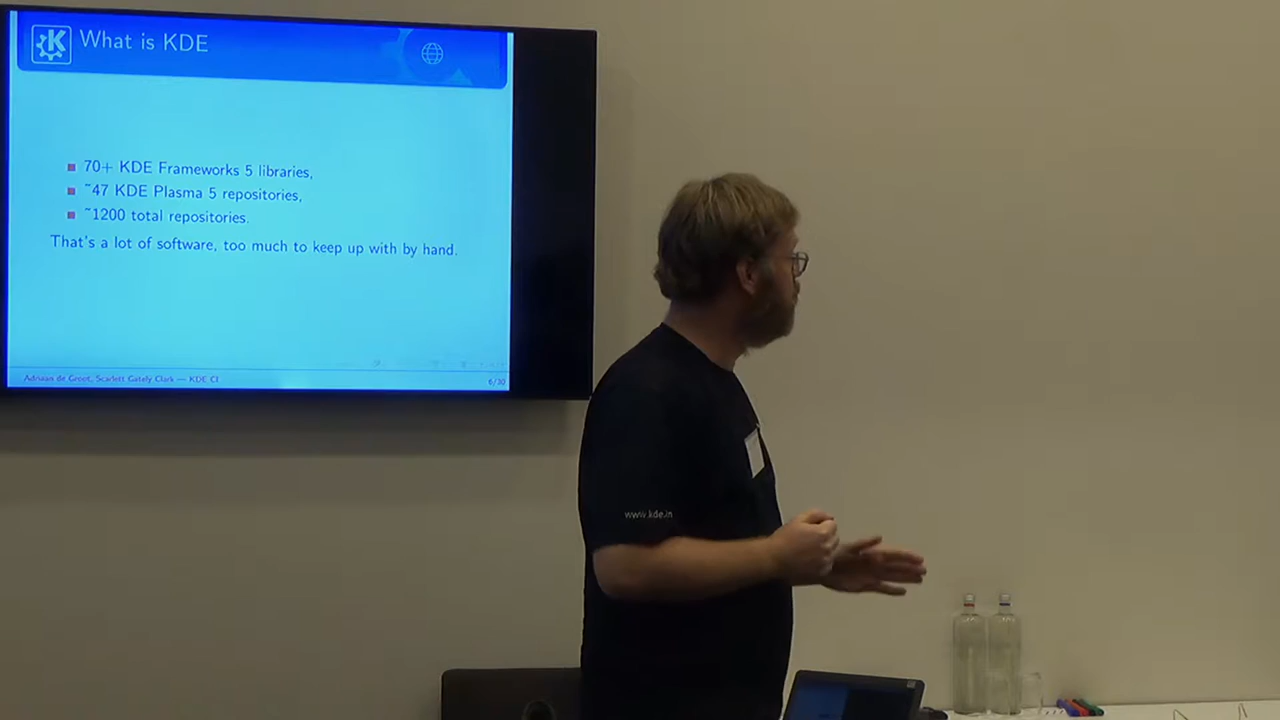 K
What is KDE
70+ KDE Frameworks 5 libraries,
~47 KDE Plasma 5 repositories,
~1200 total repositories.
That's a lot of software, too much to keep up with by hand.
Adriaan de Groot, Scarlett Gately Clark — KDE CI
6/30
www.kde.in